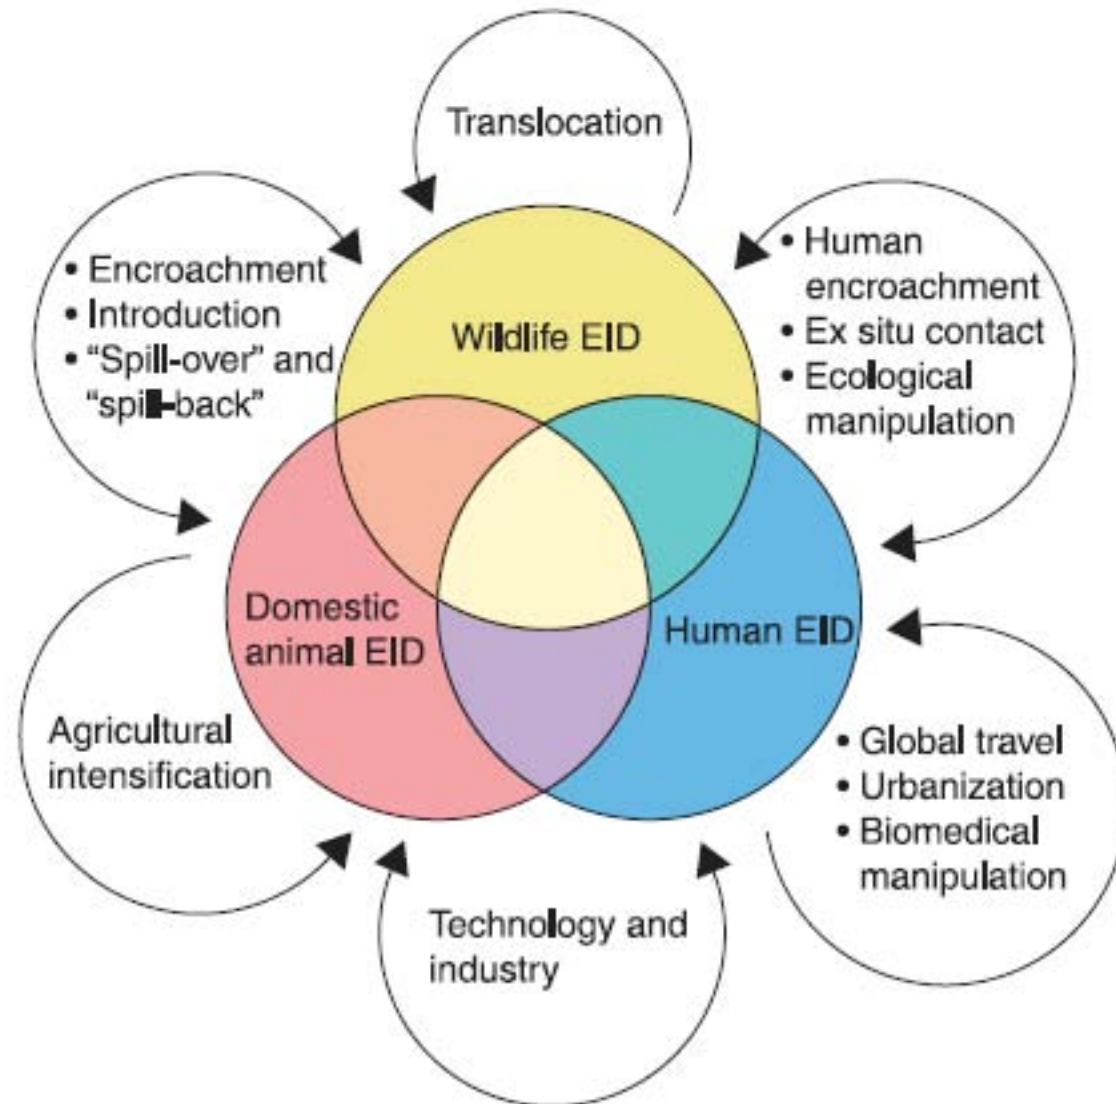 Translocation
• Encroachment
• Introduction
• “Spill-over” and
“spill-back”
• Human
encroachment
• Ex situ contact
• Ecological
manipulation
Wildlife EID
Domestic
animal EID
Human EID
Agricultural
intensification
• Global travel
• Urbanization
• Biomedical
manipulation
Technology and
industry